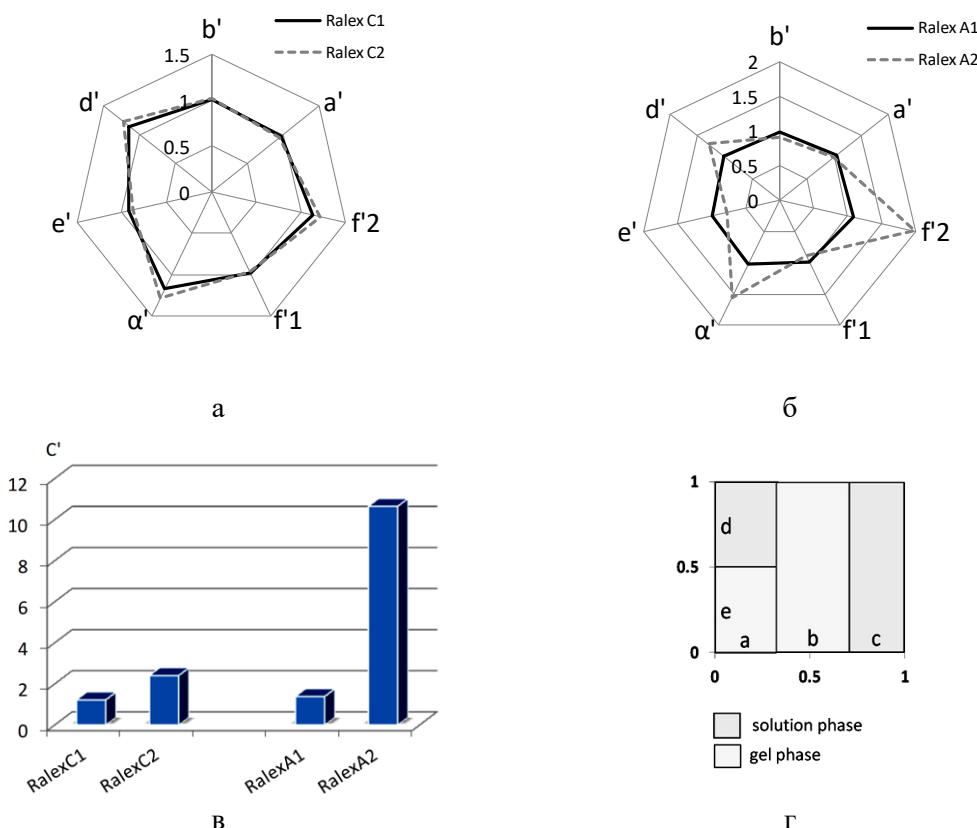 Ralex C1
Ralex C2
b'
1.5
1
0.5
0
a'
f'2
f'1
α'
e'
d'
а
Ralex A1
Ralex A2
b'
2
1.5
1
0.5
0
a'
f'2
f'1
α'
e'
d'
б
C'
12
10
8
6
4
2
0
RalexC1
RalexC2
RalexA1
RalexA2
в
1
0.5
0
d
e
a
b
c
0
0.5
1
solution phase
gel phase
г